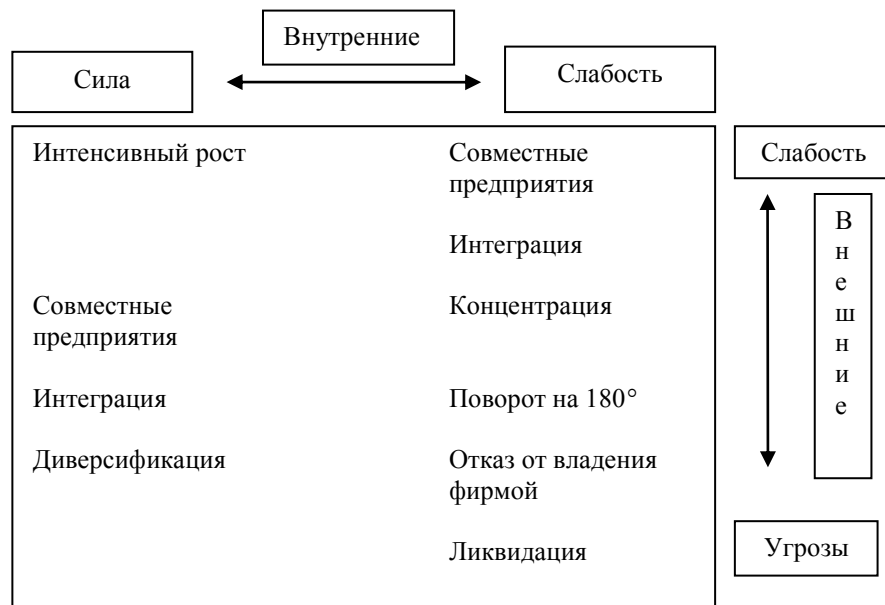 Внутренние
Сила
Слабость
Интенсивный рост
Совместные
предприятия
Интеграция
Диверсификация
Совместные
предприятия
Интеграция
Концентрация
Поворот на 180°
Отказ от владения
фирмой
Ликвидация
Слабость
Внешние
Угрозы